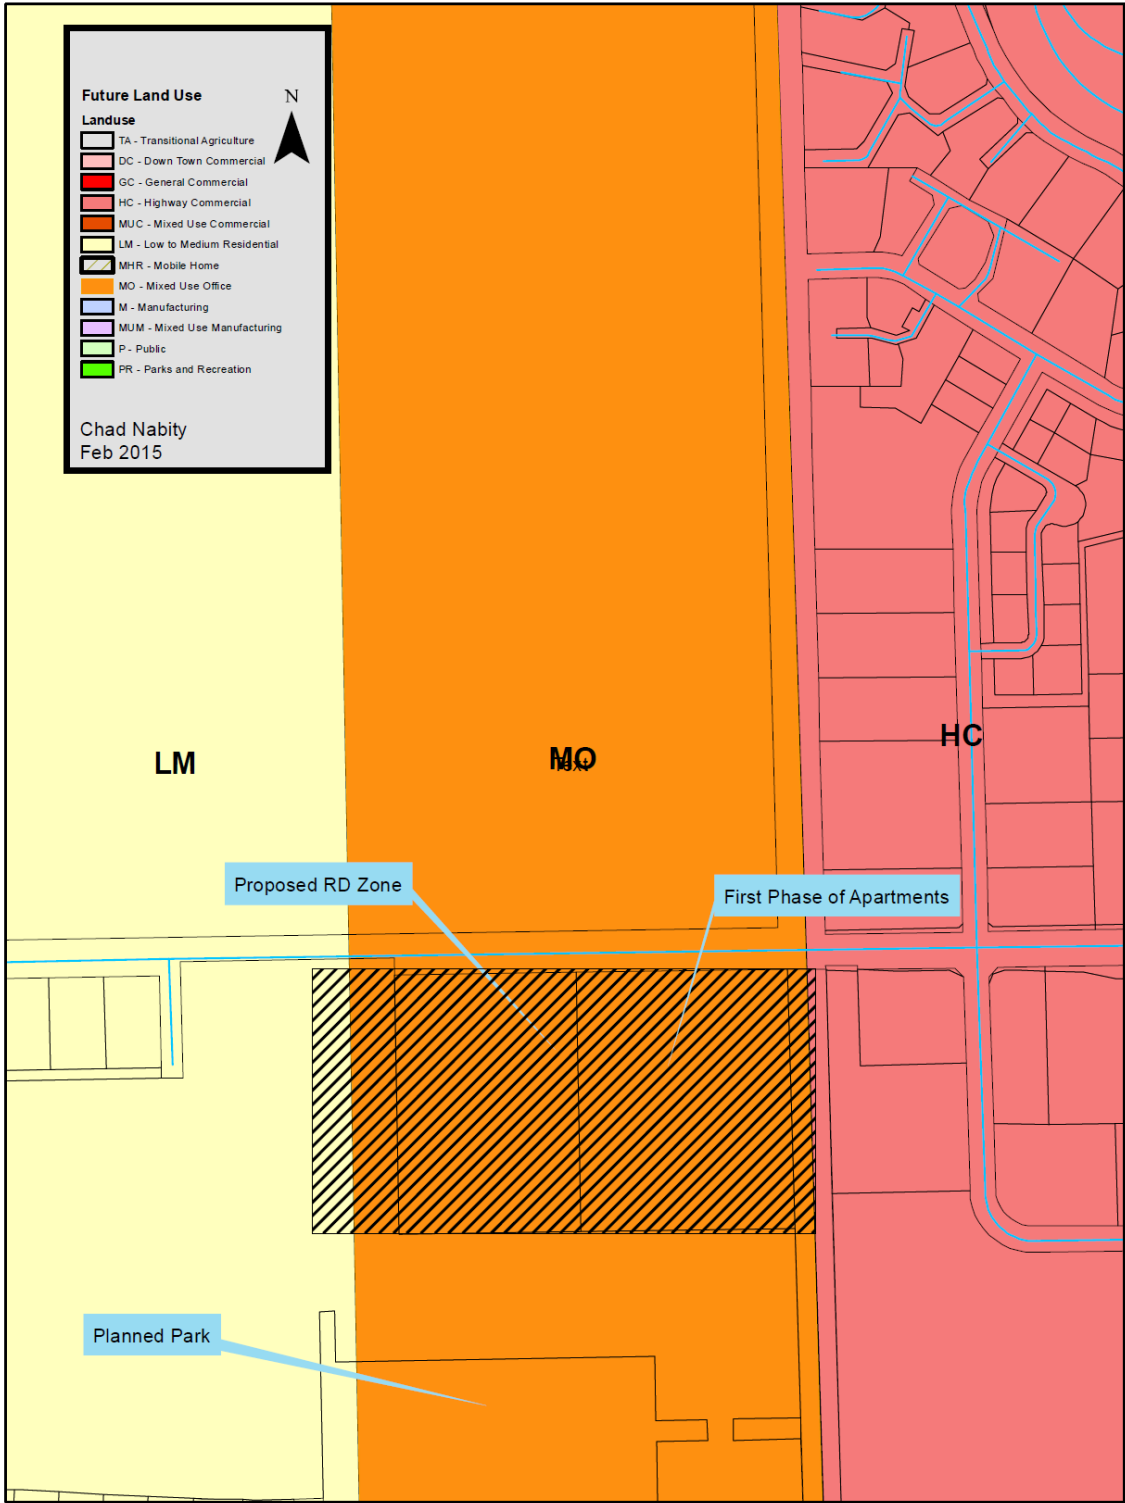 Future Land Use
N
Landuse
TA - Transitional Agriculture
DC - Down Town Commercial
GC - General Commercial
HC - Highway Commercial
MUC - Mixed Use Commercial
LM - Low to Medium Residential
MHR - Mobile Home
MO - Mixed Use Office
M - Manufacturing
MUM - Mixed Use Manufacturing
P - Public
PR - Parks and Recreation
Chad Nabity
Feb 2015
HC
LM
MO
Text
Proposed RD Zone
First Phase of Apartments
Planned Park